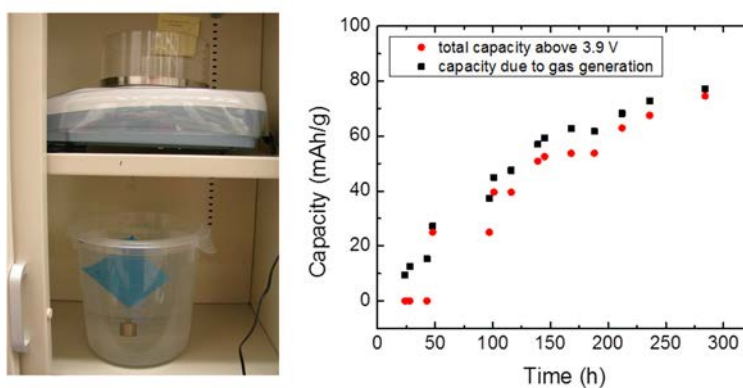 total capacity above 3.9 V
capacity due to gas generation
Capacity (mAh/g)
100
80
60
40
20
0
0 50 100 150 200 250 300
Time (h)